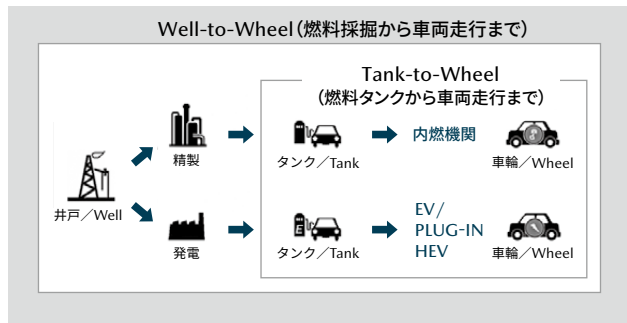 Well-to-Wheel（燃料採掘から車両走行まで）
Tank-to-Wheel
（燃料タンクから車両走行まで）
精製
タンク／Tank
内燃機関
車輪／Wheel
井戸／Well
発電
タンク／Tank
EV/
PLUG-IN
HEV
車輪／Wheel